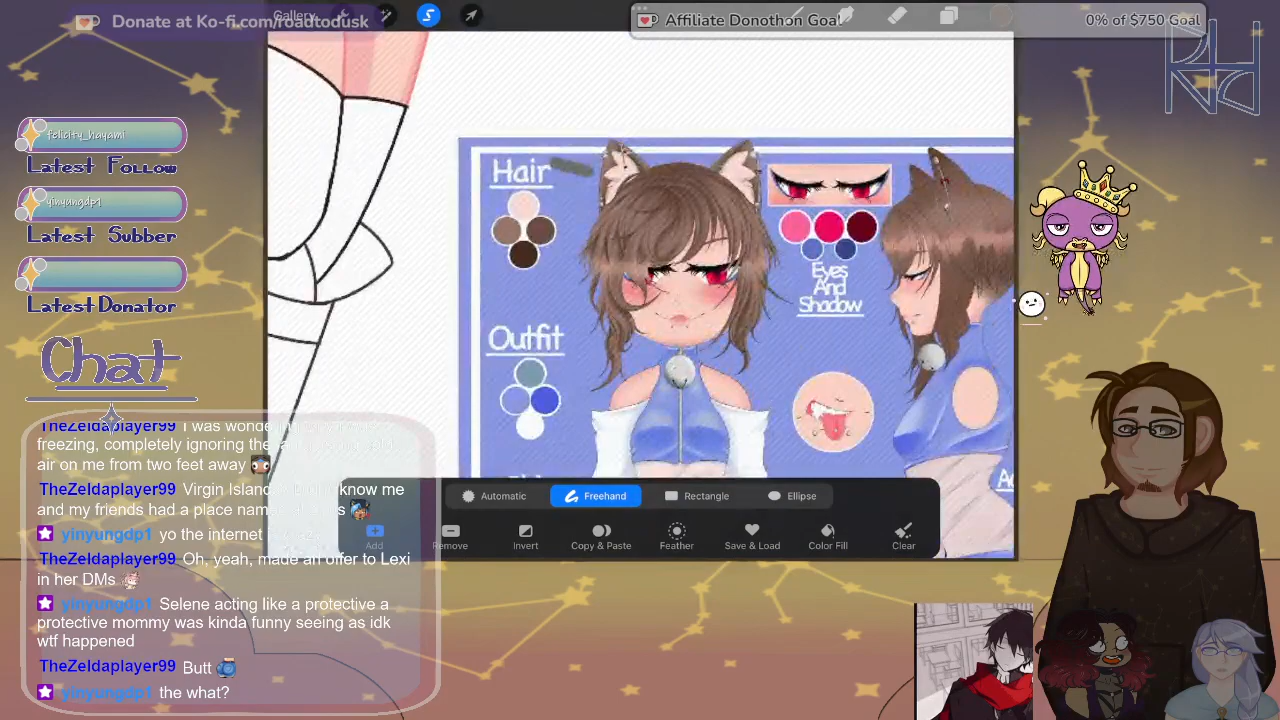 Gallery
Donate at Ko-fi.com/roadtodusk
Affiliate Donothon Goal
0% of $750 Goal
felicity_hayami
Latest Follow
yinyungdp1
Latest Subber
Latest Donator
Chat
TheZeldaplayer99 I was
freezing, completely ignoring the
air on me from two feet away
TheZeldaplayer99 Virgin Island know me
and my friends had a place
yinyungdp1 yo the internet
TheZeldaplayer99 Oh, yeah, made an offer to Lexi
in her DMs
yinyungdp1 Selene acting like a protective a
protective mommy was kinda funny seeing as idk
wtf happened
TheZeldaplayer99 Butt
yinyungdp1 the what?
Hair
Outfit
Eyes
And
Shadow
Automatic
Freehand
Rectangle
Ellipse
Add
Remove
Invert
Copy & Paste
Feather
Save & Load
Color Fill
Clear